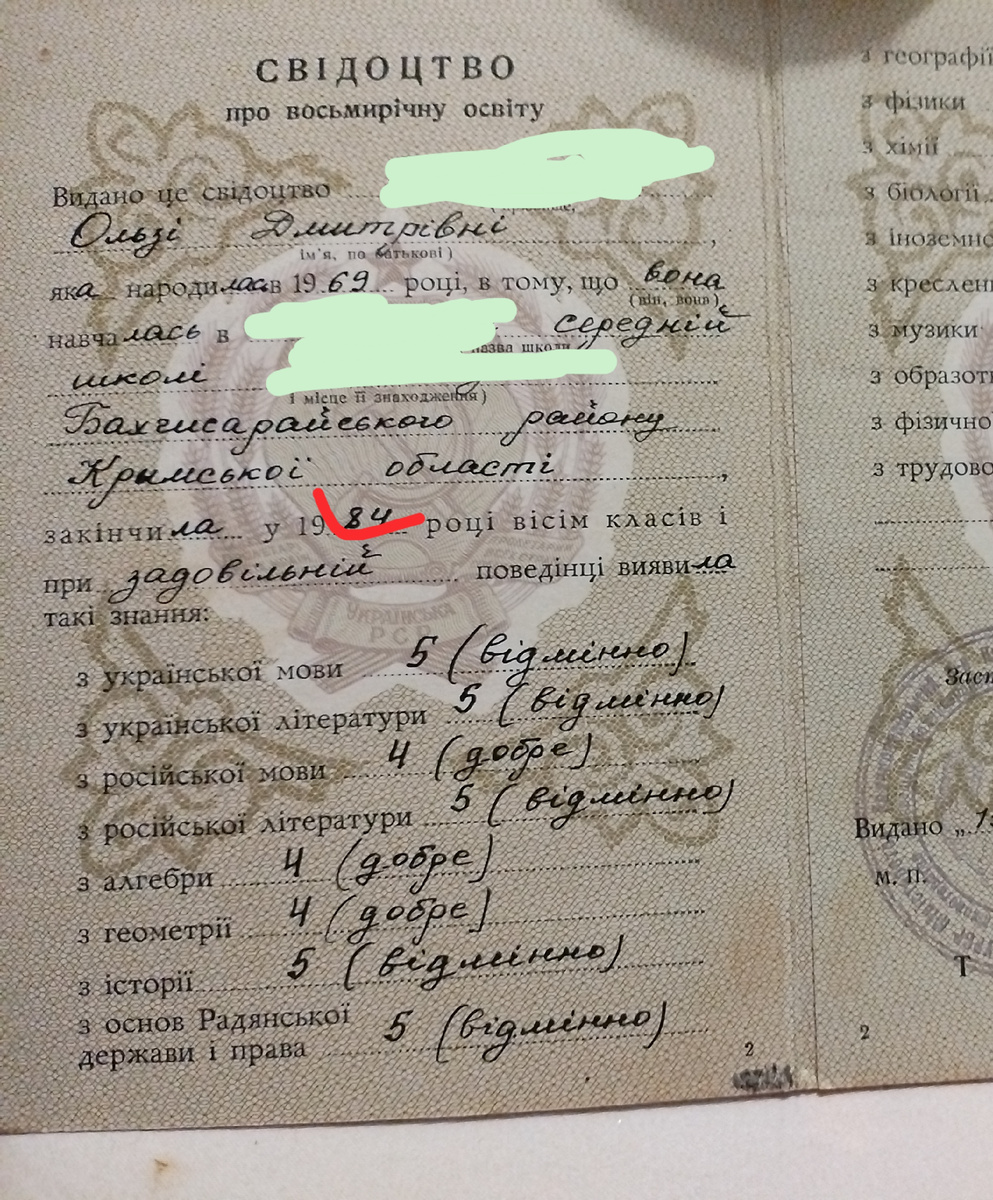 СВІДОЦТВО
про восьмирічну освіту
Видано це свідоцтво
Ользі Дмитрівні,
ім'я, по батькові)
яка народилась в 1969 році, в тому, що вона
(він, вона)
навчалась в середній
назва школи
школі
і місце її знаходження)
Бахчисарайського району
Кримської області,
закінчила у 1984 році вісім класів і
при задовільній поведінці виявила
такі знання:
з української мови 5 (відмінно)
з української літератури 5 (відмінно)
з російської мови 4 (добре)
з російської літератури 5 (відмінно)
з алгебри 4 (добре)
з геометрії 4 (добре)
з історії 5 (відмінно)
з основ Радянської
держави і права 5 (відмінно)
2
УКРАЇНСЬКА
РСР
з географії
з фізики
з хімії
з біології
з іноземно
з креслен
з музики
з образот
з фізично
з трудово
Заст
Видано „
м. п.
Т
2